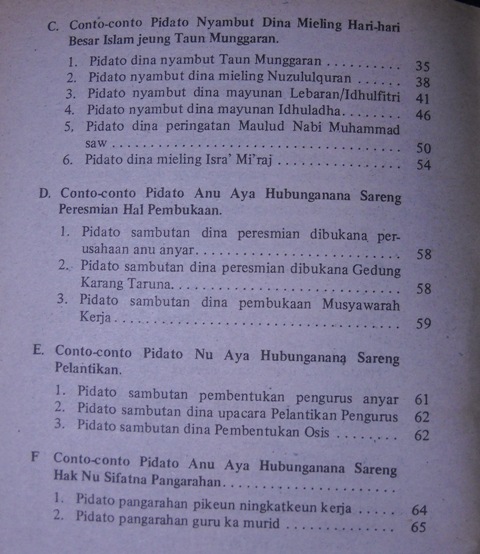 C. Conto-conto Pidato Nyambut Dina Mieling Hari-hari
Besar Islam jeung Taun Munggaran.
1. Pidato dina nyambut Taun Munggaran .......... 35
2. Pidato nyambut dina mieling Nuzululquran ...... 38
3. Pidato nyambut dina mayunan Lebaran/Idhulfitri 41
4. Pidato nyambut dina mayunan Idhuladha........ 46
5. Pidato dina peringatan Maulud Nabi Muhammad
saw .............................. 50
6. Pidato dina mieling Isra' Mi'raj ............... 54
D. Conto-conto Pidato Anu Aya Hubunganana Sareng
Peresmian Hal Pembukaan.
1. Pidato sambutan dina peresmian dibukana per-
usahaan anu anyar....................... 58
2. Pidato sambutan dina peresmian dibukana Gedung
Karang Taruna......................... 58
3. Pidato sambutan dina pembukaan Musyawarah
Kerja ................................ 59
E. Conto-conto Pidato Nu Aya Hubunganana Sareng
Pelantikan.
1. Pidato sambutan pembentukan pengurus anyar 61
2. Pidato sambutan dina upacara Pelantikan Pengurus 62
3. Pidato sambutan dina Pembentukan Osis ........ 62
F Conto-conto Pidato Anu Aya Hubunganana Sareng
Hak Nu Sifatna Pangarahan....................
1. Pidato pangarahan pikeun ningkatkeun kerja ..... 64
2. Pidato pangarahan guru ka murid .............. 65